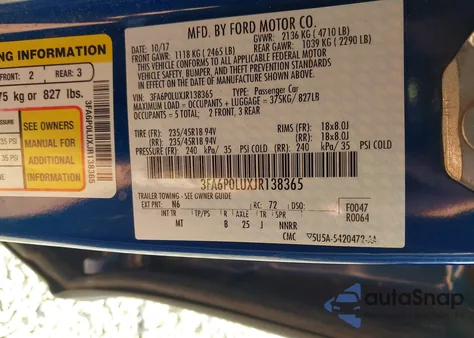 MFD. BY FORD MOTOR CO.
DATE: 10/17 GVWR: 2136 KG ( 4710 LB)
FRONT GAWR: 1118 KG ( 2465 LB) REAR GAWR: 1039 KG ( 2290 LB)
THIS VEHICLE CONFORMS TO ALL APPLICABLE FEDERAL MOTOR
VEHICLE SAFETY, BUMPER, AND THEFT PREVENTION STANDARDS IN
EFFECT ON THE DATE OF MANUFACTURE SHOWN ABOVE.
VIN: 3FA6P0LUXJR138365 TYPE: Passenger Car
MAXIMUM LOAD = OCCUPANTS + LUGGAGE = 375KG / 827LB
OCCUPANTS = 5 TOTAL: 2 FRONT, 3 REAR
TIRE (FR): 235/45R18 94V RIMS (FR): 18x8.0J
(RR): 235/45R18 94V (RR): 18x8.0J
PRESSURE (FR): 240 kPa/ 35 PSI COLD (RR): 240 kPa/ 35 PSI COLD
3FA6P0LUXJR138365
TRAILER TOWING - SEE OWNER GUIDE
EXT PNT: N6 RC: 72 DSO: F0047
R0064
INT TR TP/PS R AXLE TR SPR
MT 8 25 J NNRR
CMC
ING INFORMATION
FRONT: 2 REAR: 3
75 kg or 827 lbs.
SEE OWNERS
MANUAL FOR
ADDITIONAL
INFORMATION
35 PSI
35 PSI
3FA6P0LUXJR138365
autoSnap